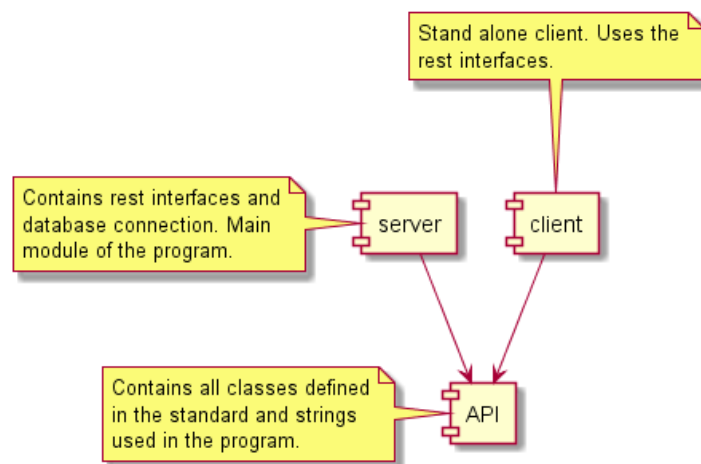 Stand alone client. Uses the
rest interfaces.
Contains rest interfaces and
database connection. Main
module of the program.
server
client
Contains all classes defined
in the standard and strings
used in the program.
API